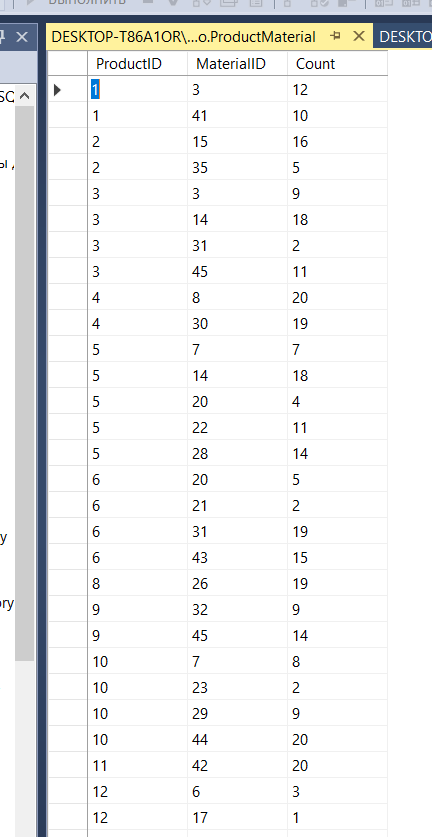 ВЫПОЛНИТЬ
DESKTOP-T86A1OR\...o.ProductMaterial
DESKTO
SQ
ы ,
y
ory
ProductID MaterialID Count
1 3 12
1 41 10
2 15 16
2 35 5
3 3 9
3 14 18
3 31 2
3 45 11
4 8 20
4 30 19
5 7 7
5 14 18
5 20 4
5 22 11
5 28 14
6 20 5
6 21 2
6 31 19
6 43 15
8 26 19
9 32 9
9 45 14
10 7 8
10 23 2
10 29 9
10 44 20
11 42 20
12 6 3
12 17 1